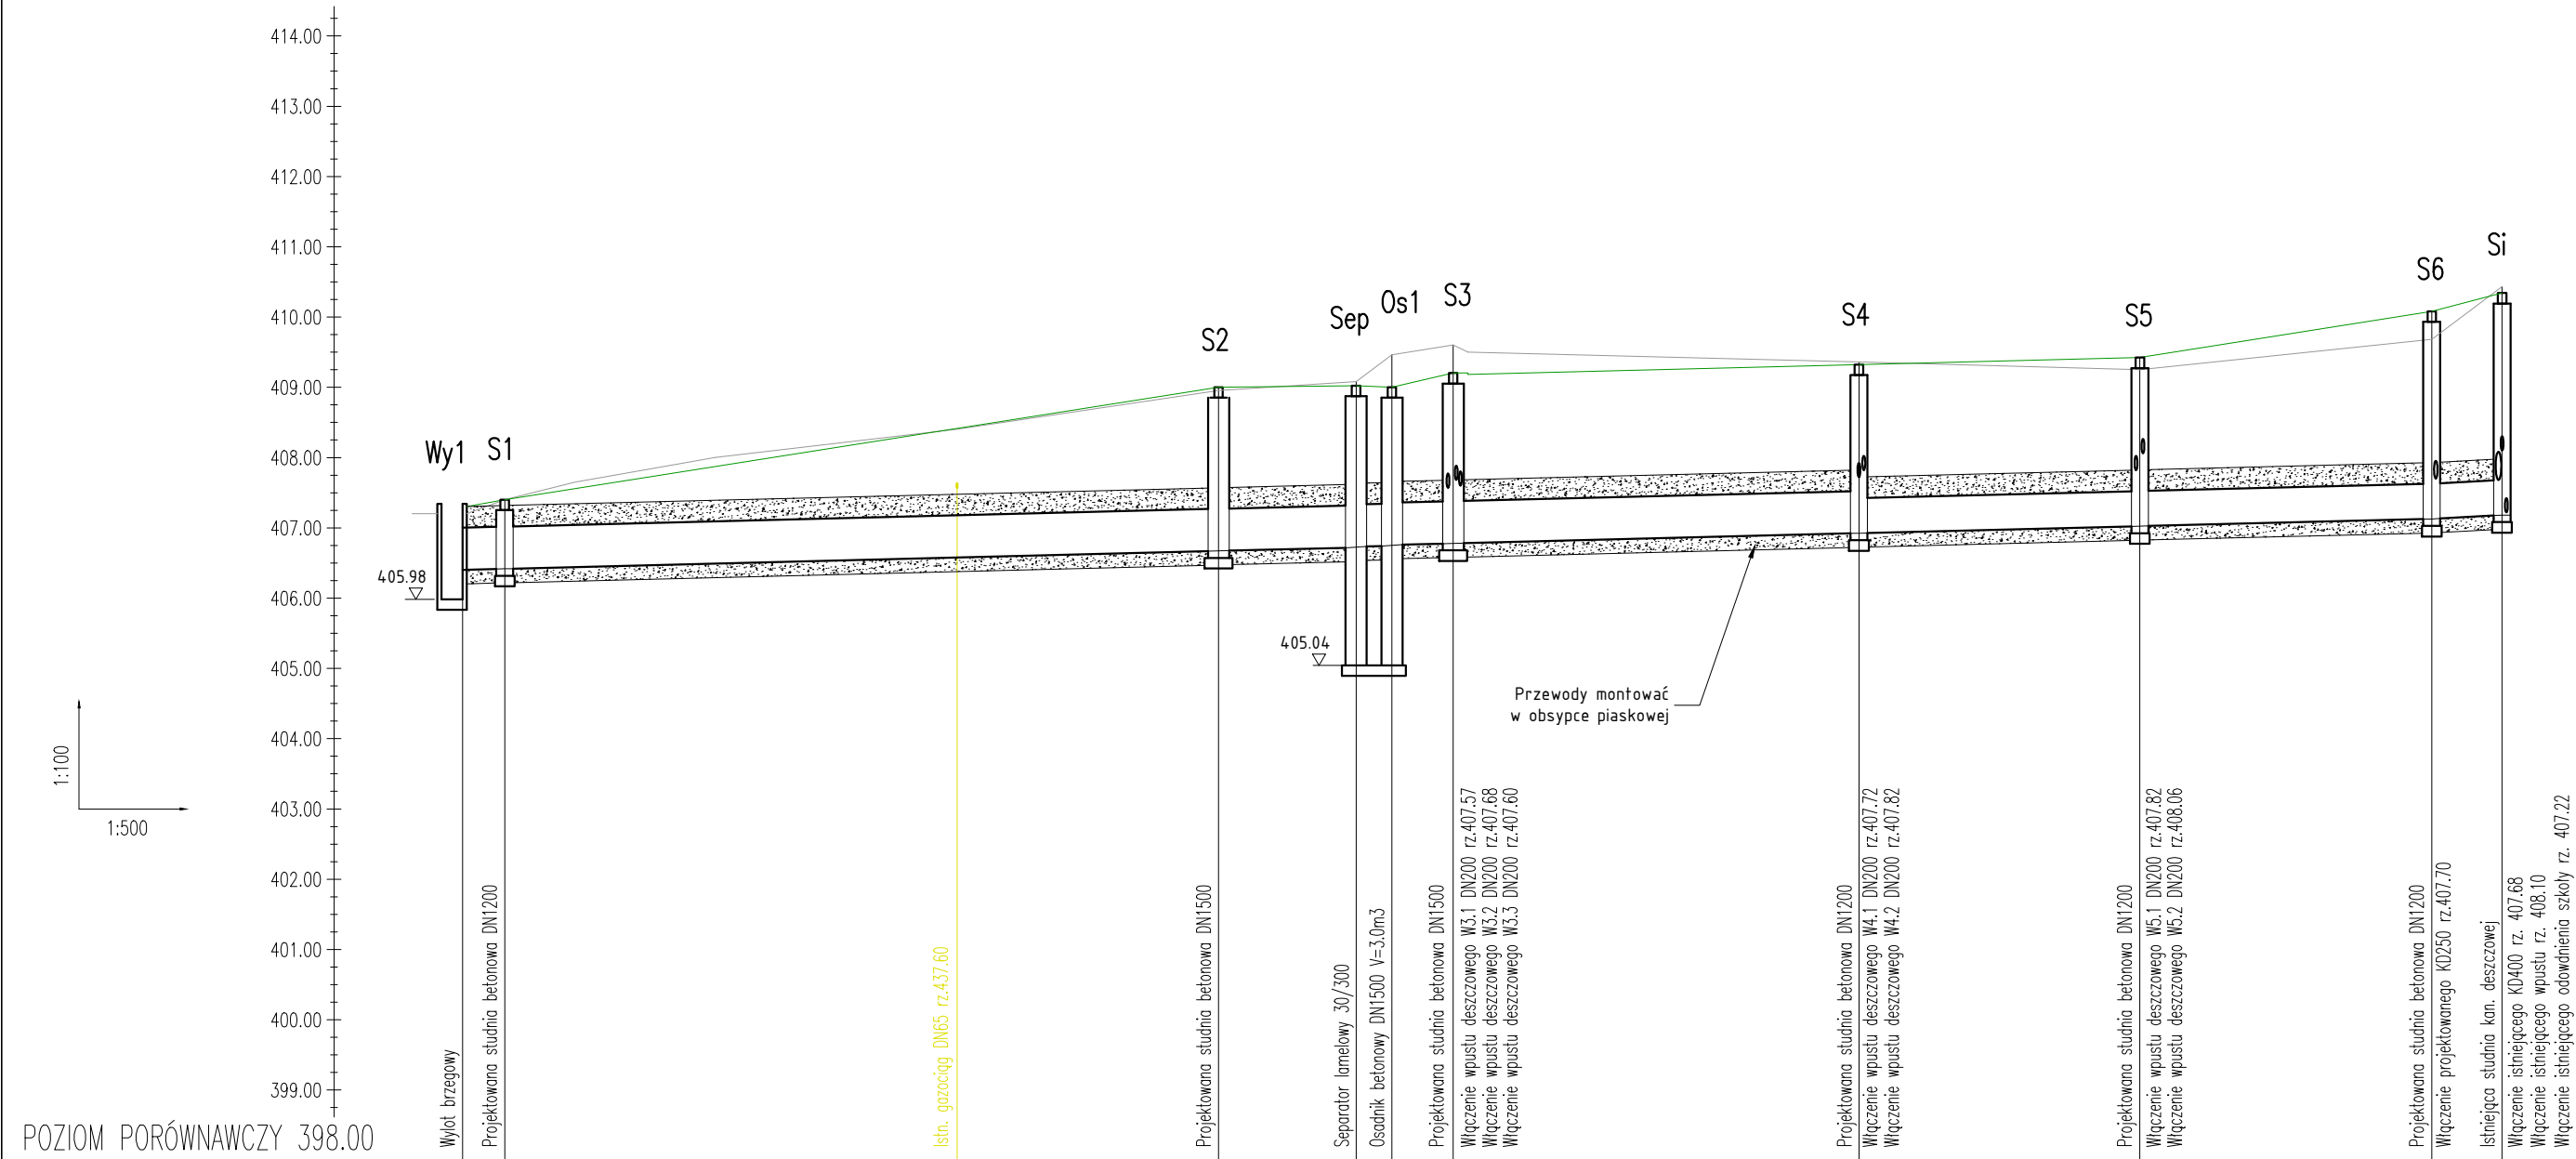 414.00
413.00
412.00
411.00
410.00
409.00
408.00
407.00
406.00
405.00
404.00
403.00
402.00
401.00
400.00
399.00
POZIOM PORÓWNAWCZY 398.00
1:100
1:500
Wy1
S1
S2
Sep
Os1
S3
S4
S5
S6
Si
405.98
405.04
Przewody montować
w obsypce piaskowej
Wylot brzegowy
Projektowana studnia betonowa DN1200
Istn. gazociąg DN65 rz.437.60
Projektowana studnia betonowa DN1500
Separator lamelowy 30/300
Osadnik betonowy DN1500 V=3.0m3
Projektowana studnia betonowa DN1500
Włączenie wpustu deszczowego W3.1 DN200 rz.407.57
Włączenie wpustu deszczowego W3.2 DN200 rz.407.68
Włączenie wpustu deszczowego W3.3 DN200 rz.407.60
Projektowana studnia betonowa DN1200
Włączenie wpustu deszczowego W4.1 DN200 rz.407.72
Włączenie wpustu deszczowego W4.2 DN200 rz.407.82
Projektowana studnia betonowa DN1200
Włączenie wpustu deszczowego W5.1 DN200 rz.407.82
Włączenie wpustu deszczowego W5.2 DN200 rz.408.06
Projektowana studnia betonowa DN1200
Włączenie projektowanego KD250 rz.407.70
Istniejąca studnia kan. deszczowej
Włączenie istniejącego KD400 rz. 407.68
Włączenie istniejącego wpustu rz. 408.10
Włączenie istniejącego odowdnienia szkoły rz. 407.22